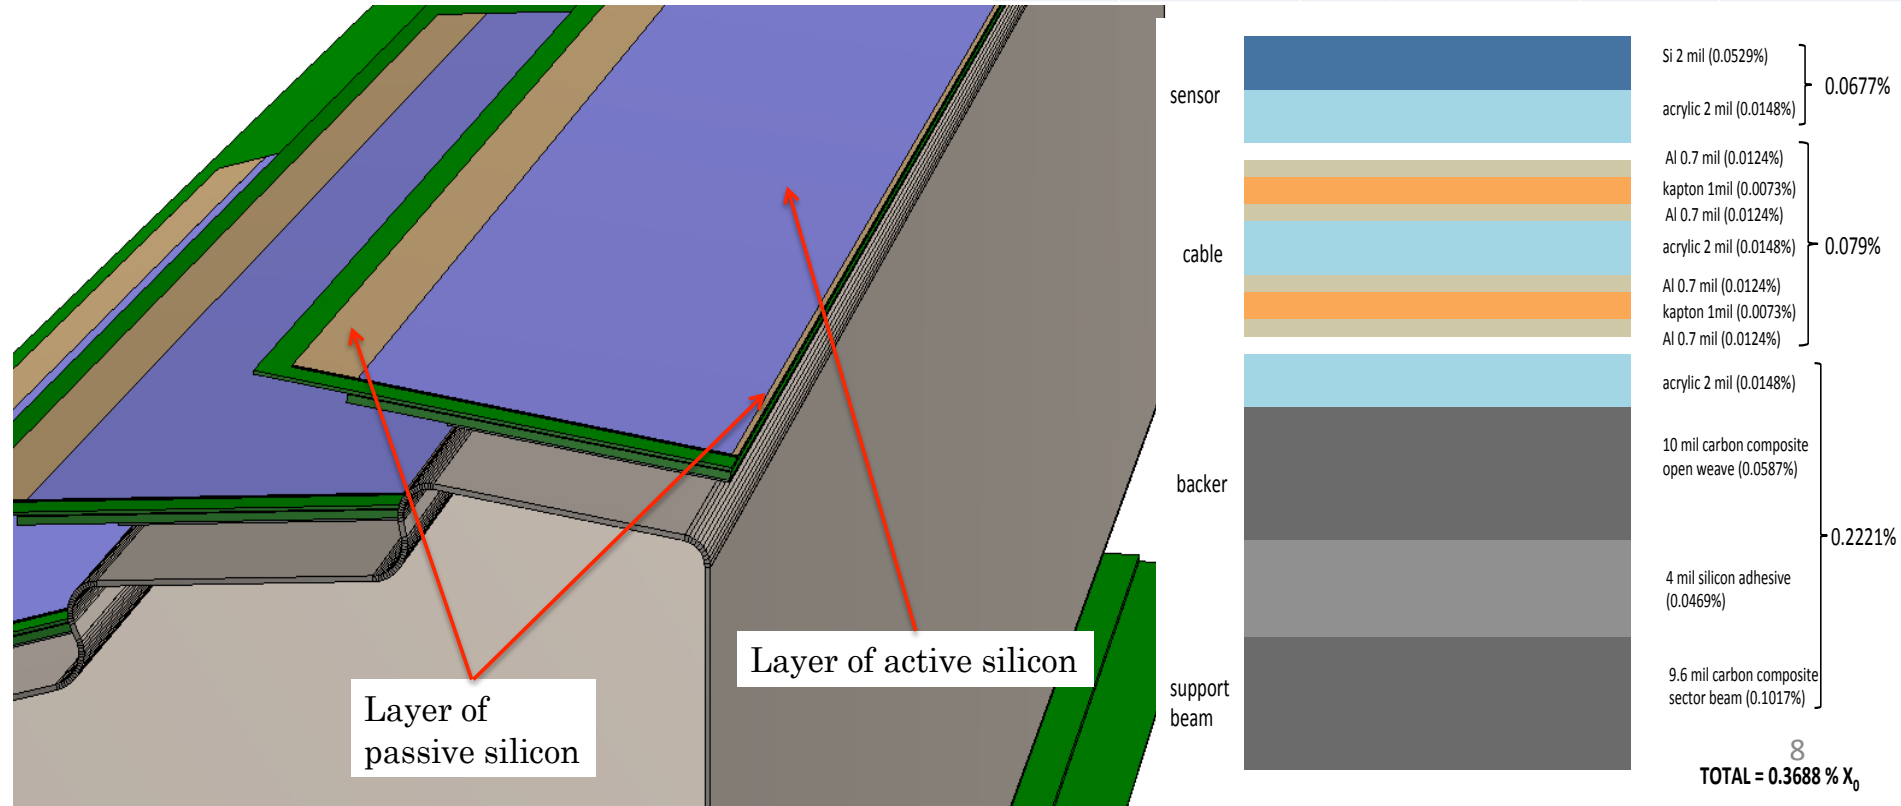 Layer of
passive silicon
Layer of active silicon
sensor
cable
backer
support
beam
Si 2 mil (0.0529%)
acrylic 2 mil (0.0148%)
0.0677%
Al 0.7 mil (0.0124%)
kapton 1mil (0.0073%)
Al 0.7 mil (0.0124%)
acrylic 2 mil (0.0148%)
0.079%
Al 0.7 mil (0.0124%)
kapton 1mil (0.0073%)
Al 0.7 mil (0.0124%)
acrylic 2 mil (0.0148%)
10 mil carbon composite
open weave (0.0587%)
0.2221%
4 mil silicon adhesive
(0.0469%)
9.6 mil carbon composite
sector beam (0.1017%)
8
TOTAL = 0.3688 % X₀